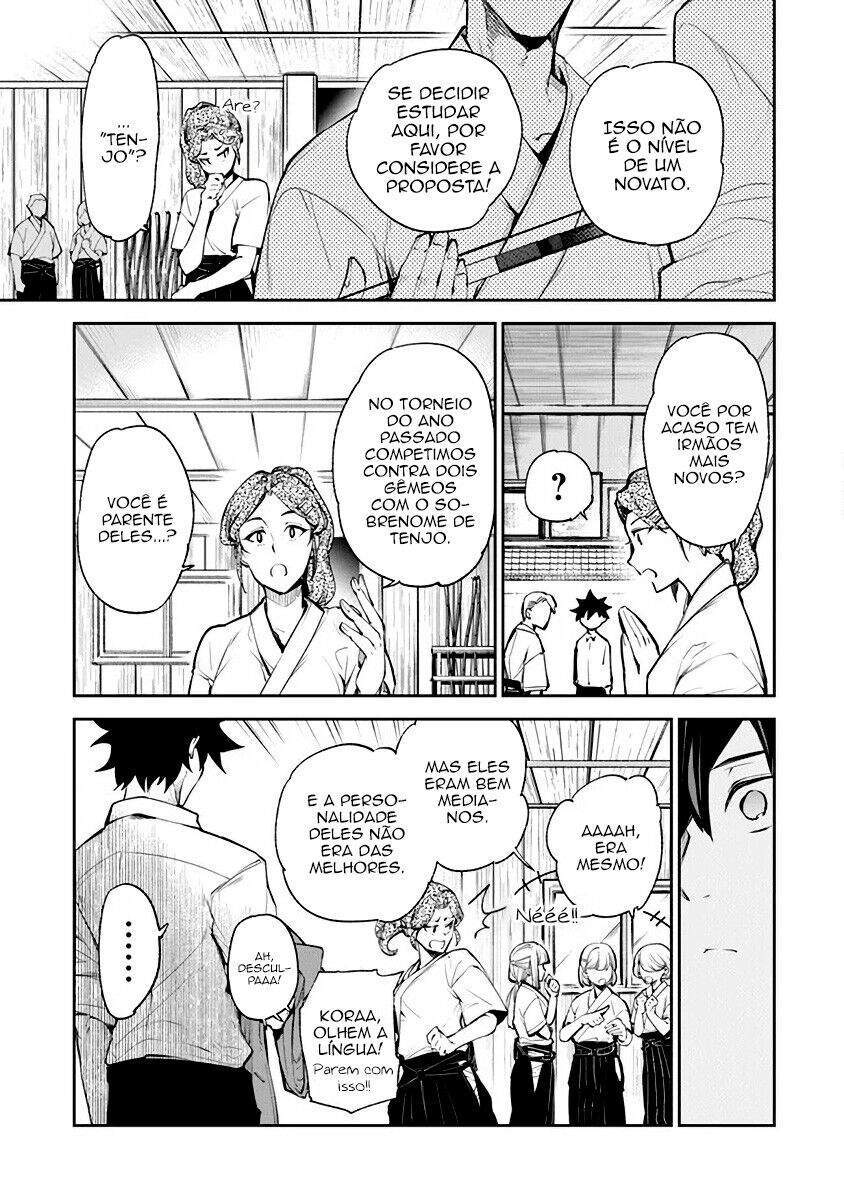 ISSO NÃO
É O NÍVEL
DE UM
NOVATO.
SE DECIDIR
ESTUDAR
AQUI, POR
FAVOR
CONSIDERE A
PROPOSTA!
Are?
...
"TEN-
JO"?
VOCÊ POR
ACASO TEM
IRMÃOS
MAIS
NOVOS?
?
NO TORNEIO
DO ANO
PASSADO
COMPETIMOS
CONTRA DOIS
GÊMEOS
COM O SO-
BRENOME DE
TENJO.
VOCÊ É
PARENTE
DELES...?
AAAAH,
ERA
MESMO!
Nééé!!
MAS ELES
ERAM BEM
MEDIA-
NOS.
E A PERSO-
NALIDADE
DELES NÃO
ERA DAS
MELHORES.
KORAA,
OLHEM A
LÍNGUA!
Parem com
isso!!
AH,
DESCUL-
PAAA!
......